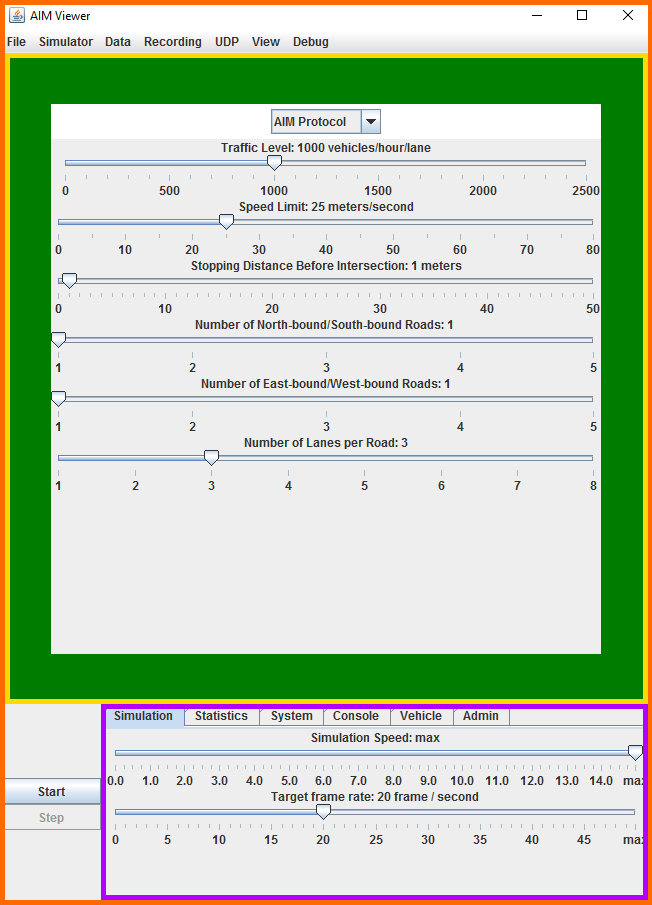 AIM Viewer
File Simulator Data Recording UDP View Debug
AIM Protocol
Traffic Level: 1000 vehicles/hour/lane
0 500 1000 1500 2000 2500
Speed Limit: 25 meters/second
0 10 20 30 40 50 60 70 80
Stopping Distance Before Intersection: 1 meters
0 10 20 30 40 50
Number of North-bound/South-bound Roads: 1
1 2 3 4 5
Number of East-bound/West-bound Roads: 1
1 2 3 4 5
Number of Lanes per Road: 3
1 2 3 4 5 6 7 8
Simulation Statistics System Console Vehicle Admin
Simulation Speed: max
0.0 1.0 2.0 3.0 4.0 5.0 6.0 7.0 8.0 9.0 10.0 11.0 12.0 13.0 14.0 max
Start
Target frame rate: 20 frame / second
Step
0 5 10 15 20 25 30 35 40 45 max